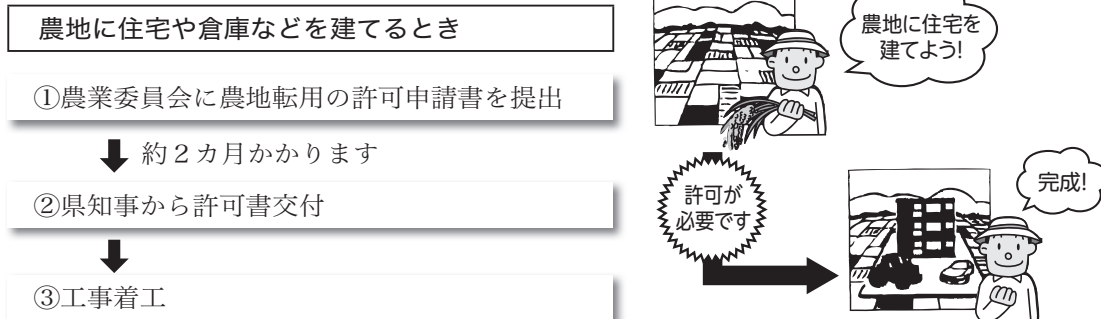 農地に住宅や倉庫などを建てるとき
①農業委員会に農地転用の許可申請書を提出
約２カ月かかります
②県知事から許可書交付
③工事着工
農地に住宅を
建てよう!
許可が
必要です
完成!